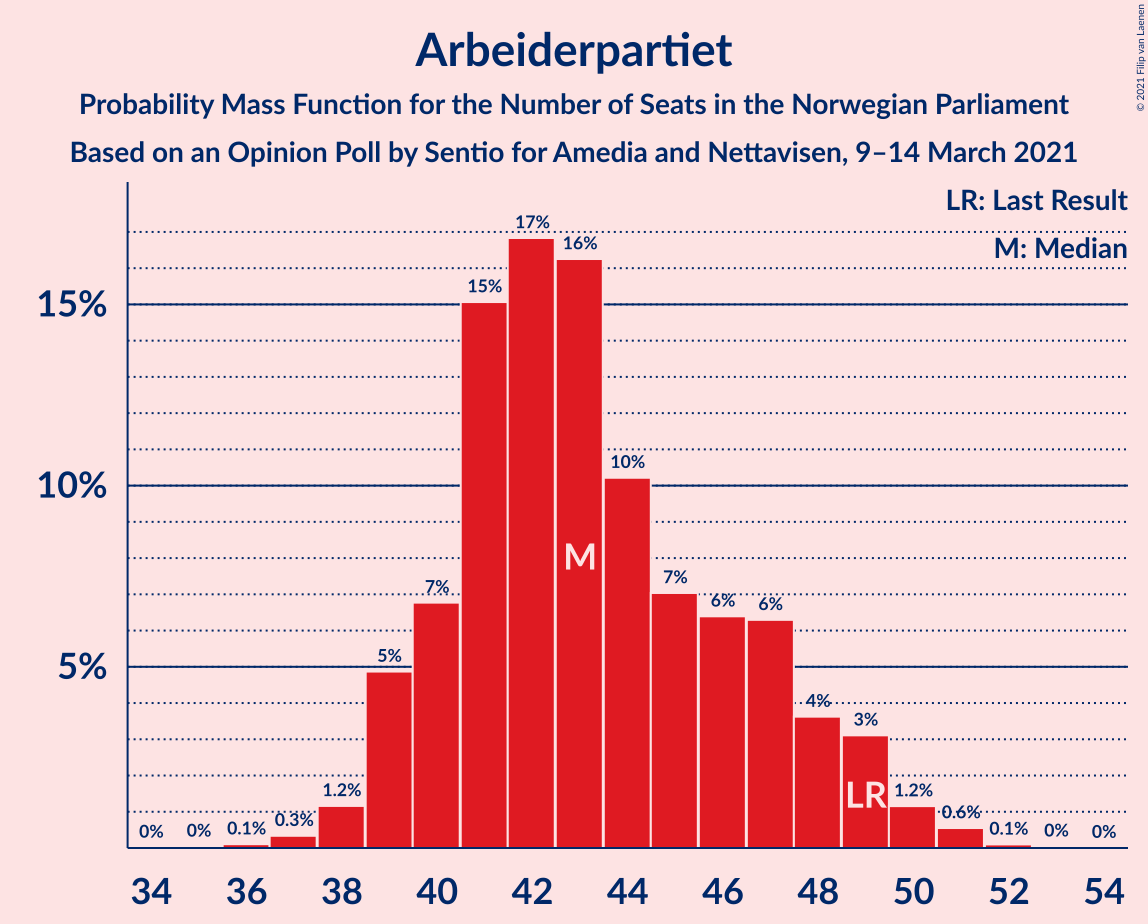 Arbeiderpartiet
Probability Mass Function for the Number of Seats in the Norwegian Parliament
Based on an Opinion Poll by Sentio for Amedia and Nettavisen, 9–14 March 2021
© 2021 Filip van Laenen
LR: Last Result
M: Median
15%
10%
5%
0% 0% 0.1% 0.3% 1.2% 5% 7% 15% 17% 16% 10% 7% 6% 6% 4% 3% 1.2% 0.6% 0.1% 0% 0%
M
LR
34 36 38 40 42 44 46 48 50 52 54